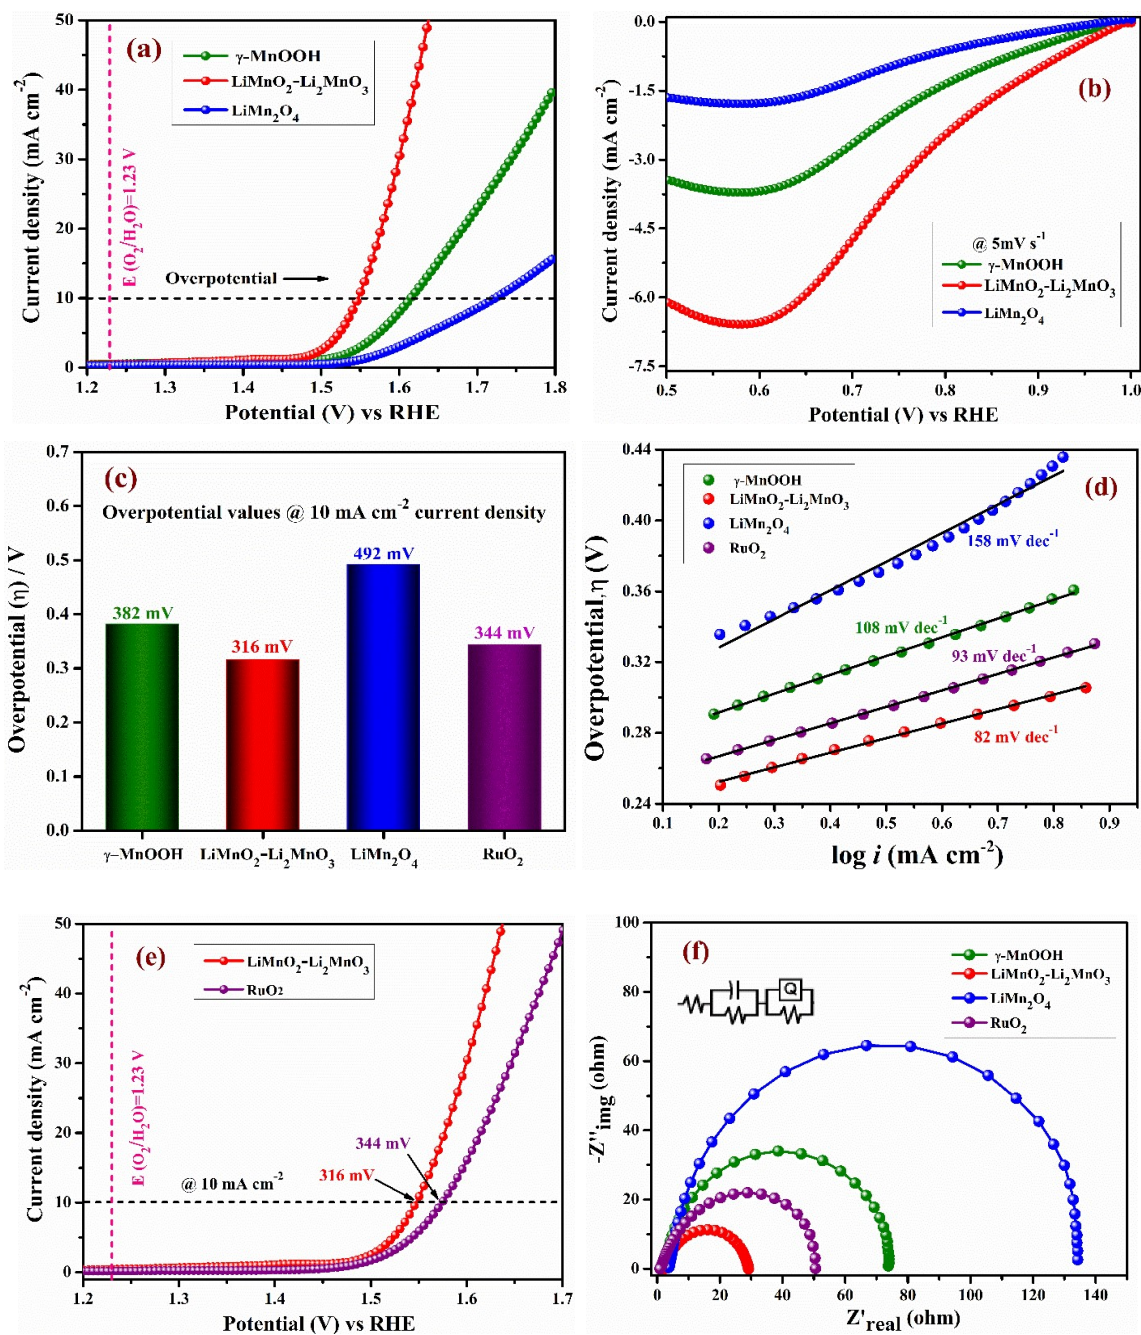 (a)
γ-MnOOH
LiMnO₂-Li₂MnO₃
LiMn₂O₄
E (O₂/H₂O)=1.23 V
Overpotential
Current density (mA cm⁻²)
50
40
30
20
10
0
1.2 1.3 1.4 1.5 1.6 1.7 1.8
Potential (V) vs RHE
(b)
@ 5mV s⁻¹
γ-MnOOH
LiMnO₂-Li₂MnO₃
LiMn₂O₄
Current density (mA cm⁻²)
0.0
-1.5
-3.0
-4.5
-6.0
-7.5
0.5 0.6 0.7 0.8 0.9 1.0
Potential (V) vs RHE
(c)
Overpotential values @ 10 mA cm⁻² current density
382 mV
316 mV
492 mV
344 mV
Overpotential (η) / V
0.7
0.6
0.5
0.4
0.3
0.2
0.1
0.0
γ-MnOOH LiMnO₂-Li₂MnO₃ LiMn₂O₄ RuO₂
(d)
γ-MnOOH
LiMnO₂-Li₂MnO₃
LiMn₂O₄
RuO₂
158 mV dec⁻¹
108 mV dec⁻¹
93 mV dec⁻¹
82 mV dec⁻¹
Overpotential,η (V)
0.44
0.40
0.36
0.32
0.28
0.24
0.1 0.2 0.3 0.4 0.5 0.6 0.7 0.8 0.9
log i (mA cm⁻²)
(e)
LiMnO₂-Li₂MnO₃
RuO₂
E (O₂/H₂O)=1.23 V
344 mV
316 mV
@ 10 mA cm⁻²
Current density (mA cm⁻²)
50
40
30
20
10
0
1.2 1.3 1.4 1.5 1.6 1.7
Potential (V) vs RHE
(f)
γ-MnOOH
LiMnO₂-Li₂MnO₃
LiMn₂O₄
RuO₂
Q
-Z''img (ohm)
100
80
60
40
20
0
0 20 40 60 80 100 120 140
Z'real (ohm)